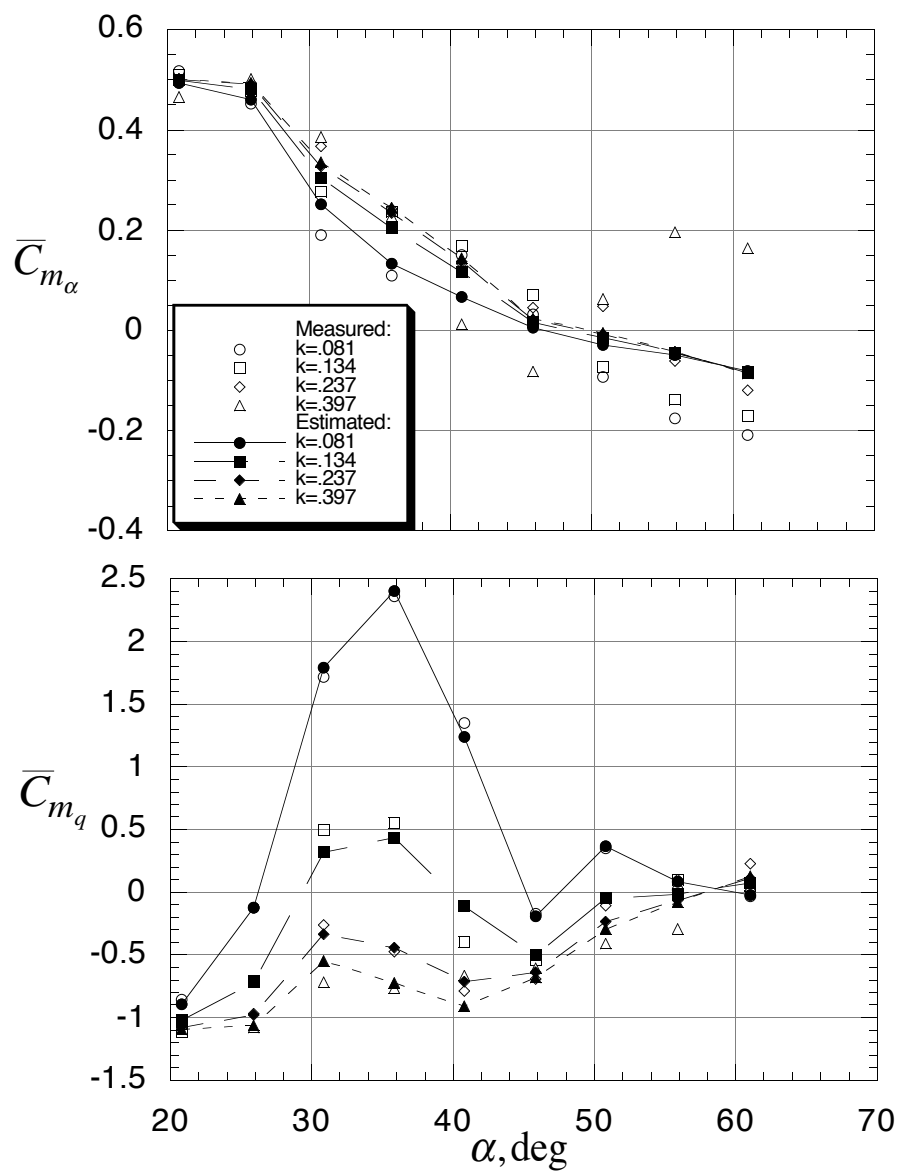 0.6
0.4
0.2
0
-0.2
-0.4
C̅mα
Measured:
k=.081
k=.134
k=.237
k=.397
Estimated:
k=.081
k=.134
k=.237
k=.397
2.5
2
1.5
1
0.5
0
-0.5
-1
-1.5
C̅mq
20 30 40 50 60 70
α, deg